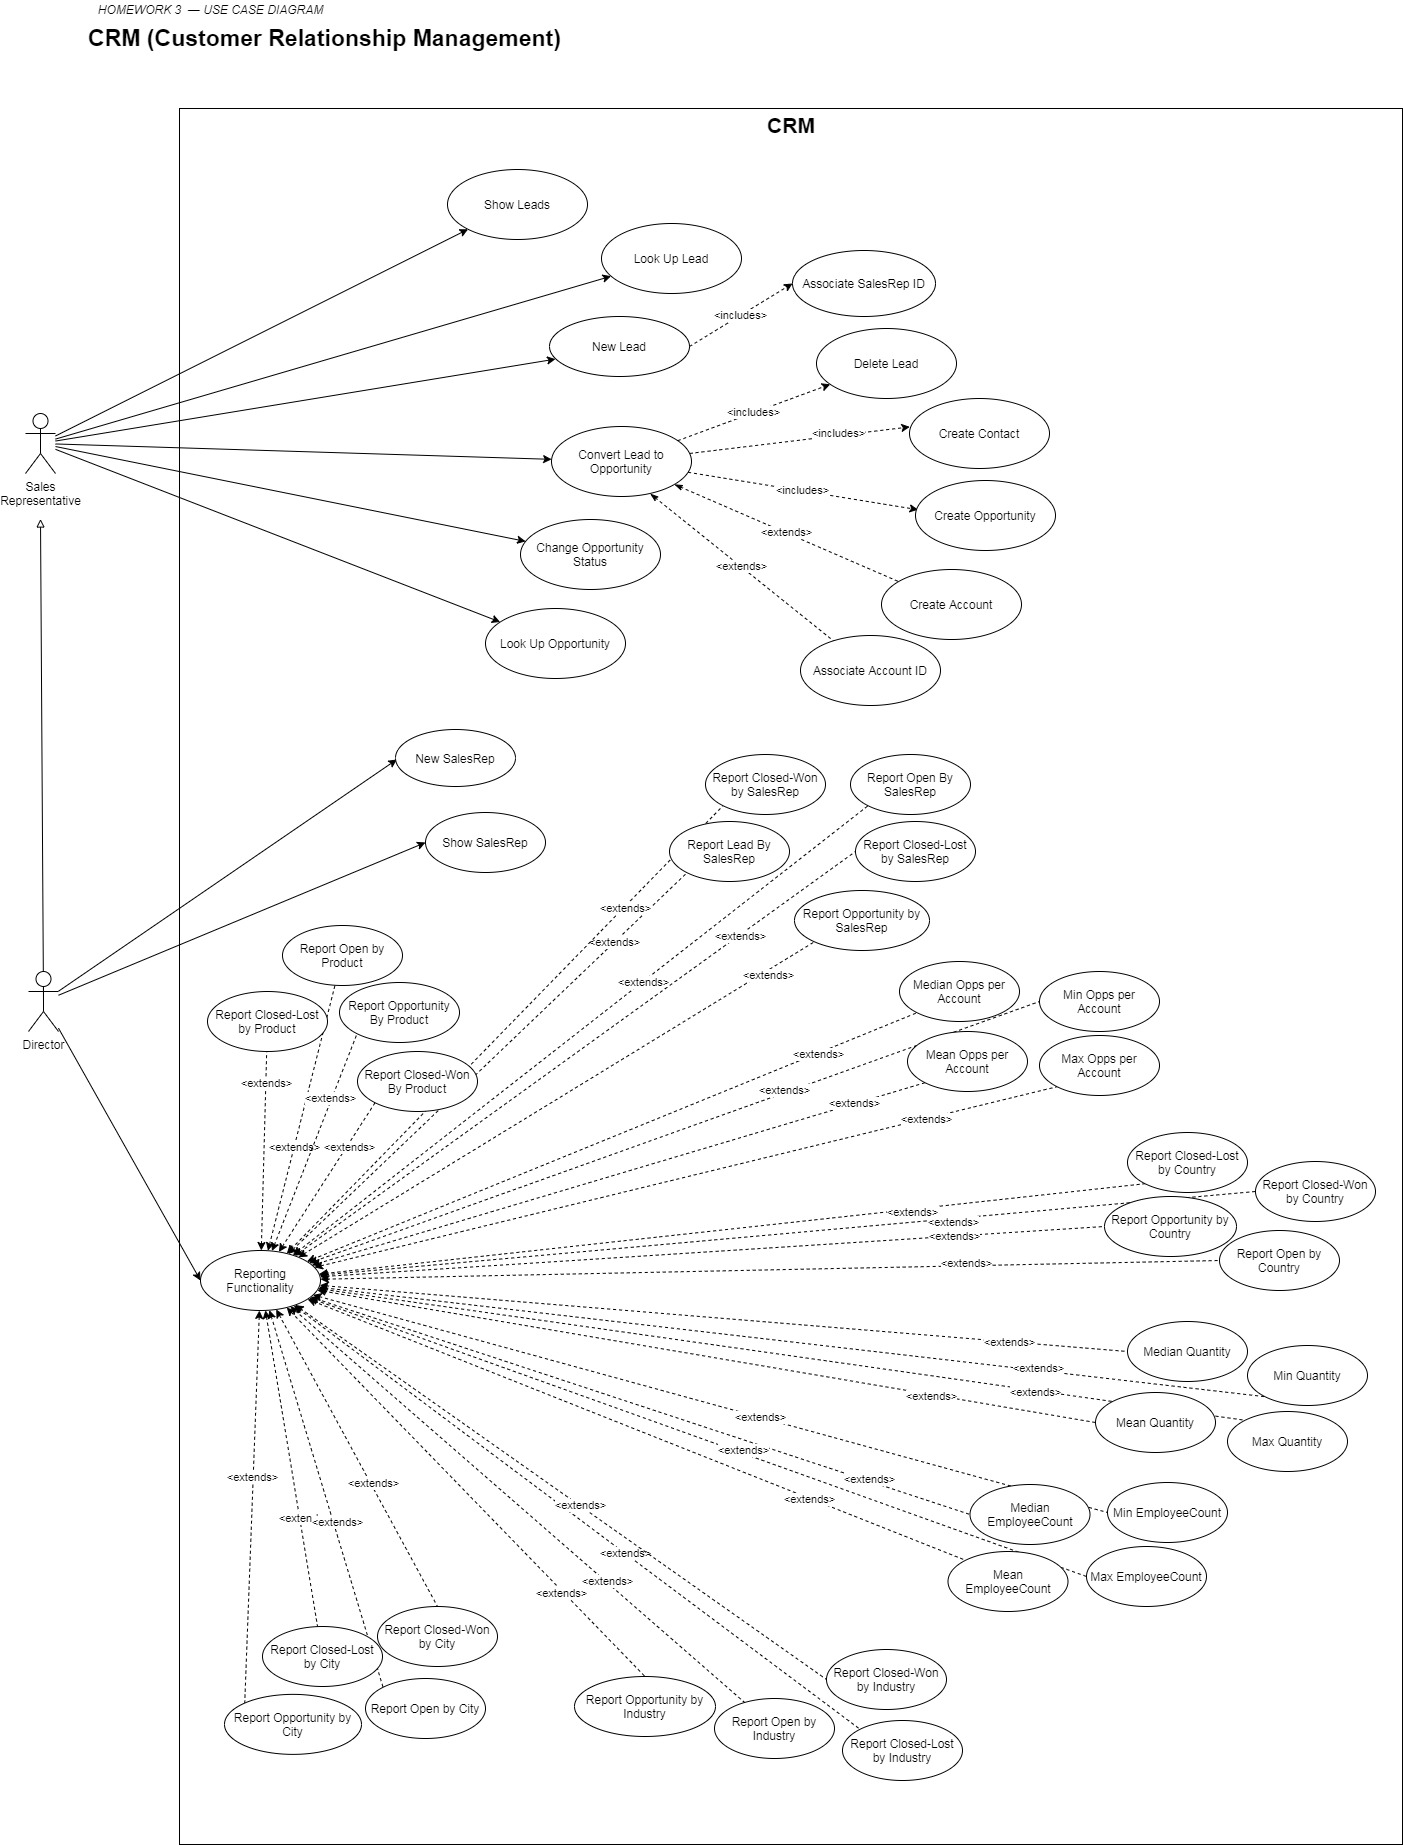 HOMEWORK 3 — USE CASE DIAGRAM
CRM (Customer Relationship Management)
CRM
Show Leads
Look Up Lead
Associate SalesRep ID
<includes>
New Lead
Delete Lead
<includes>
Create Contact
<includes>
Convert Lead to
Opportunity
Sales
Representative
<includes>
Create Opportunity
<extends>
Change Opportunity
Status
<extends>
Create Account
Look Up Opportunity
Associate Account ID
New SalesRep
Report Closed-Won
by SalesRep
Report Open By
SalesRep
Show SalesRep
Report Lead By
SalesRep
Report Closed-Lost
by SalesRep
<extends>
Report Opportunity by
SalesRep
<extends>
<extends>
Report Open by
Product
<extends>
<extends>
Median Opps per
Account
Min Opps per
Account
Report Closed-Lost
by Product
Report Opportunity
By Product
Director
<extends>
Mean Opps per
Account
Max Opps per
Account
Report Closed-Won
By Product
<extends>
<extends>
<extends>
<extends>
<extends>
<extends>
<extends>
Report Closed-Lost
by Country
Report Closed-Won
by Country
<extends>
<extends>
Report Opportunity by
Country
<extends>
Report Open by
Country
<extends>
Reporting
Functionality
<extends>
Median Quantity
<extends>
Min Quantity
<extends>
<extends>
Mean Quantity
Max Quantity
<extends>
<extends>
<extends>
<extends>
<extends>
<extends>
<extends>
Median
EmployeeCount
Min EmployeeCount
<exten
<extends>
<extends>
<extends>
<extends>
Mean
EmployeeCount
Max EmployeeCount
<extends>
Report Closed-Won
by City
Report Closed-Lost
by City
Report Closed-Won
by Industry
Report Opportunity by
City
Report Open by City
Report Opportunity by
Industry
Report Open by
Industry
Report Closed-Lost
by Industry